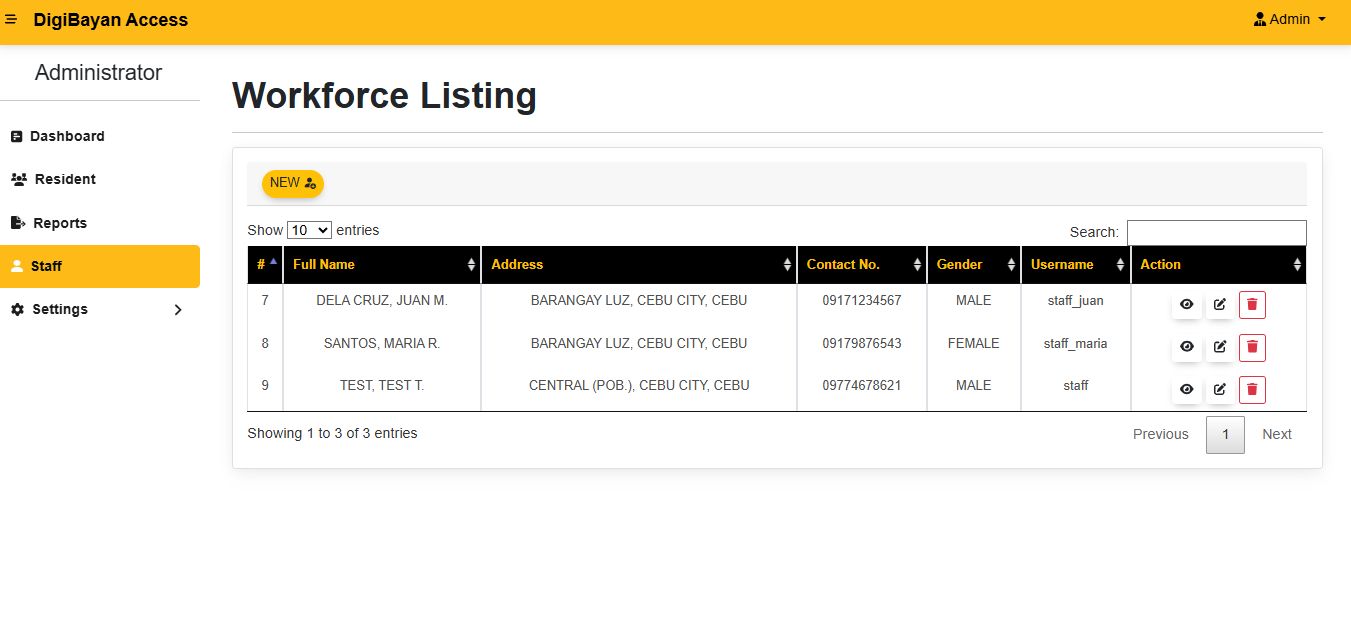 DigiBayan Access
Admin
Administrator
Dashboard
Resident
Reports
Staff
Settings
Workforce Listing
NEW
Show 10 entries
Search:
# Full Name Address Contact No. Gender Username Action
7 DELA CRUZ, JUAN M. BARANGAY LUZ, CEBU CITY, CEBU 09171234567 MALE staff_juan
8 SANTOS, MARIA R. BARANGAY LUZ, CEBU CITY, CEBU 09179876543 FEMALE staff_maria
9 TEST, TEST T. CENTRAL (POB.), CEBU CITY, CEBU 09774678621 MALE staff
Showing 1 to 3 of 3 entries
Previous 1 Next